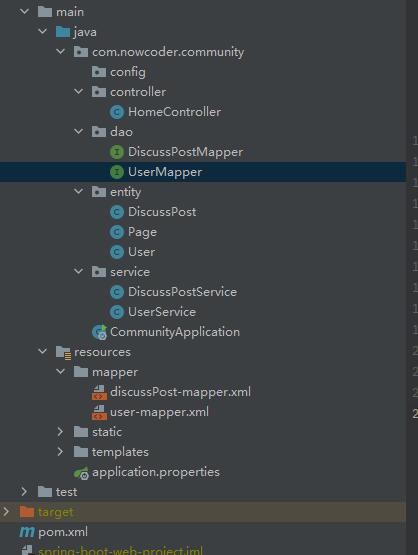 main
java
com.nowcoder.community
config
controller
HomeController
dao
DiscussPostMapper
UserMapper
entity
DiscussPost
Page
User
service
DiscussPostService
UserService
CommunityApplication
resources
mapper
discussPost-mapper.xml
user-mapper.xml
static
templates
application.properties
test
target
pom.xml
spring-boot-web-project.iml